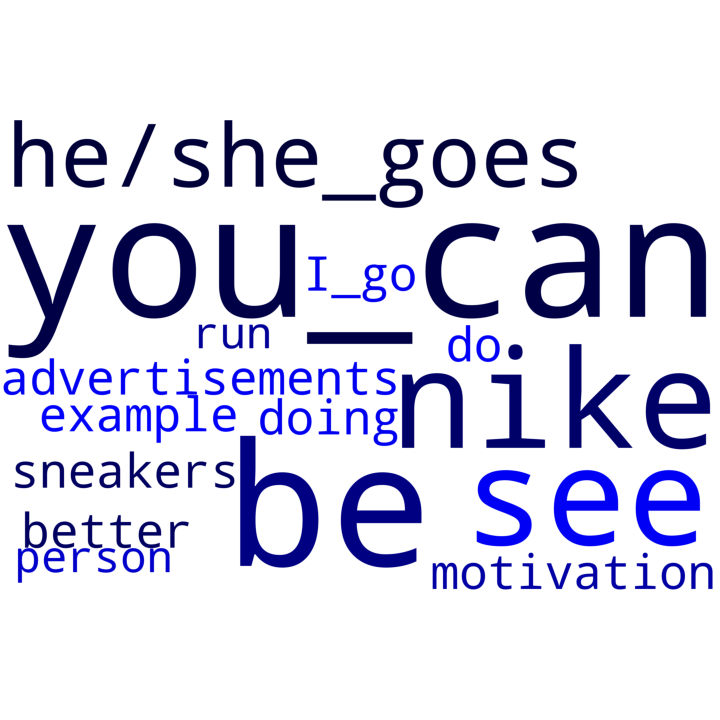 he/she_goes
you_can
I_go
run
do
nike
advertisements
example
doing
be
see
sneakers
better
person
motivation